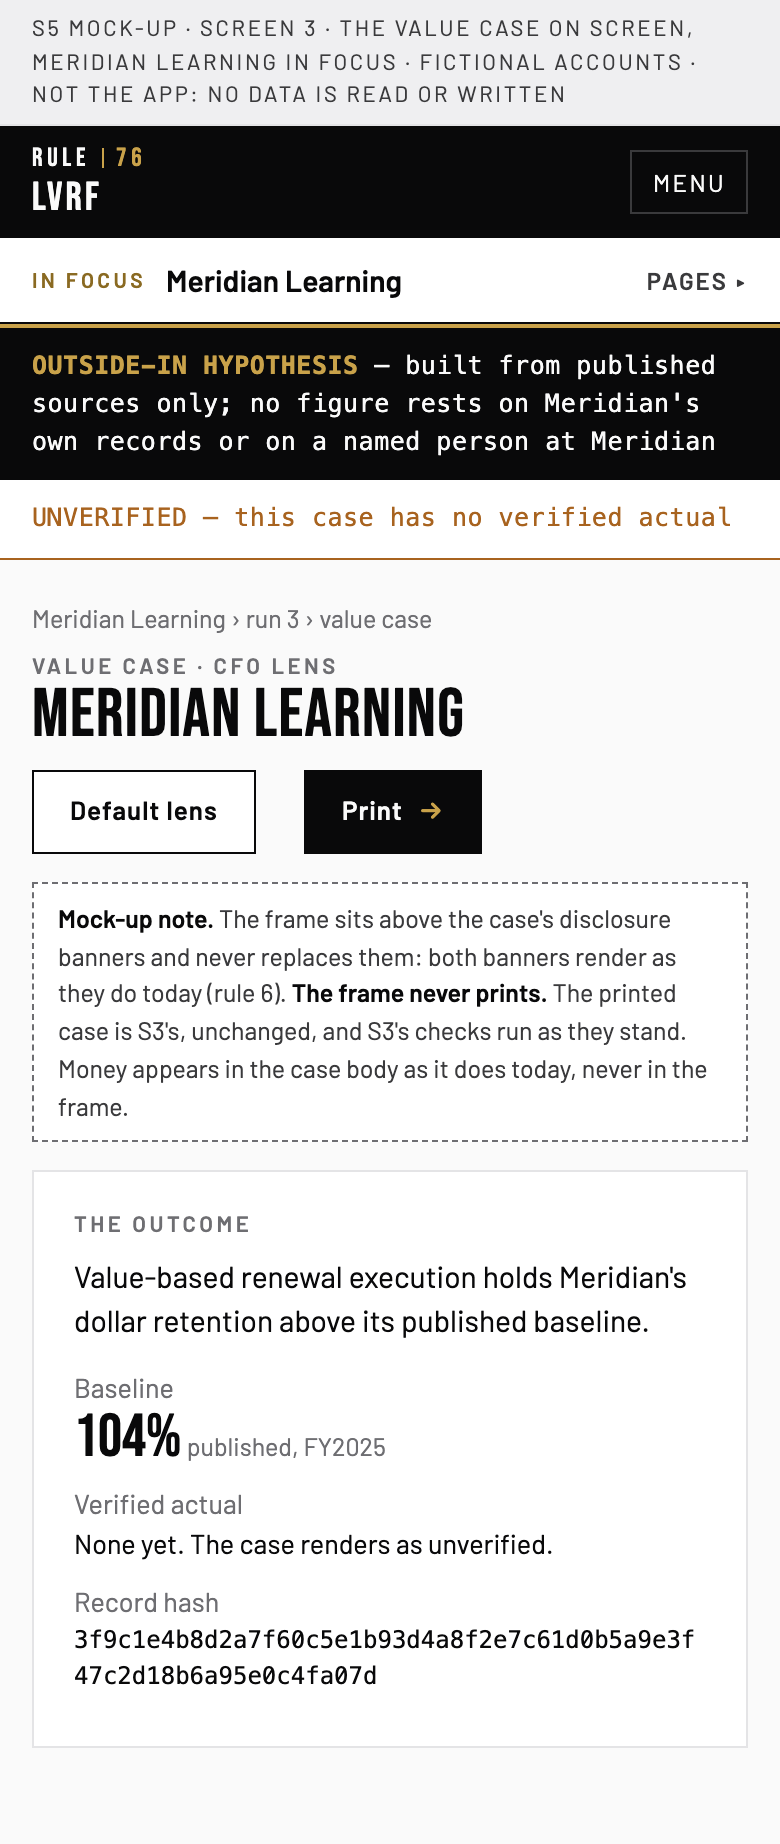 S5 MOCK-UP · SCREEN 3 · THE VALUE CASE ON SCREEN,
MERIDIAN LEARNING IN FOCUS · FICTIONAL ACCOUNTS ·
NOT THE APP: NO DATA IS READ OR WRITTEN
RULE | 76
LVRF
MENU
IN FOCUS Meridian Learning
PAGES ▸
OUTSIDE-IN HYPOTHESIS — built from published
sources only; no figure rests on Meridian's
own records or on a named person at Meridian
UNVERIFIED — this case has no verified actual
Meridian Learning › run 3 › value case
VALUE CASE · CFO LENS
MERIDIAN LEARNING
Default lens
Print →
Mock-up note. The frame sits above the case's disclosure
banners and never replaces them: both banners render as
they do today (rule 6). The frame never prints. The printed
case is S3's, unchanged, and S3's checks run as they stand.
Money appears in the case body as it does today, never in the
frame.
THE OUTCOME
Value-based renewal execution holds Meridian's
dollar retention above its published baseline.
Baseline
104% published, FY2025
Verified actual
None yet. The case renders as unverified.
Record hash
3f9c1e4b8d2a7f60c5e1b93d4a8f2e7c61d0b5a9e3f
47c2d18b6a95e0c4fa07d